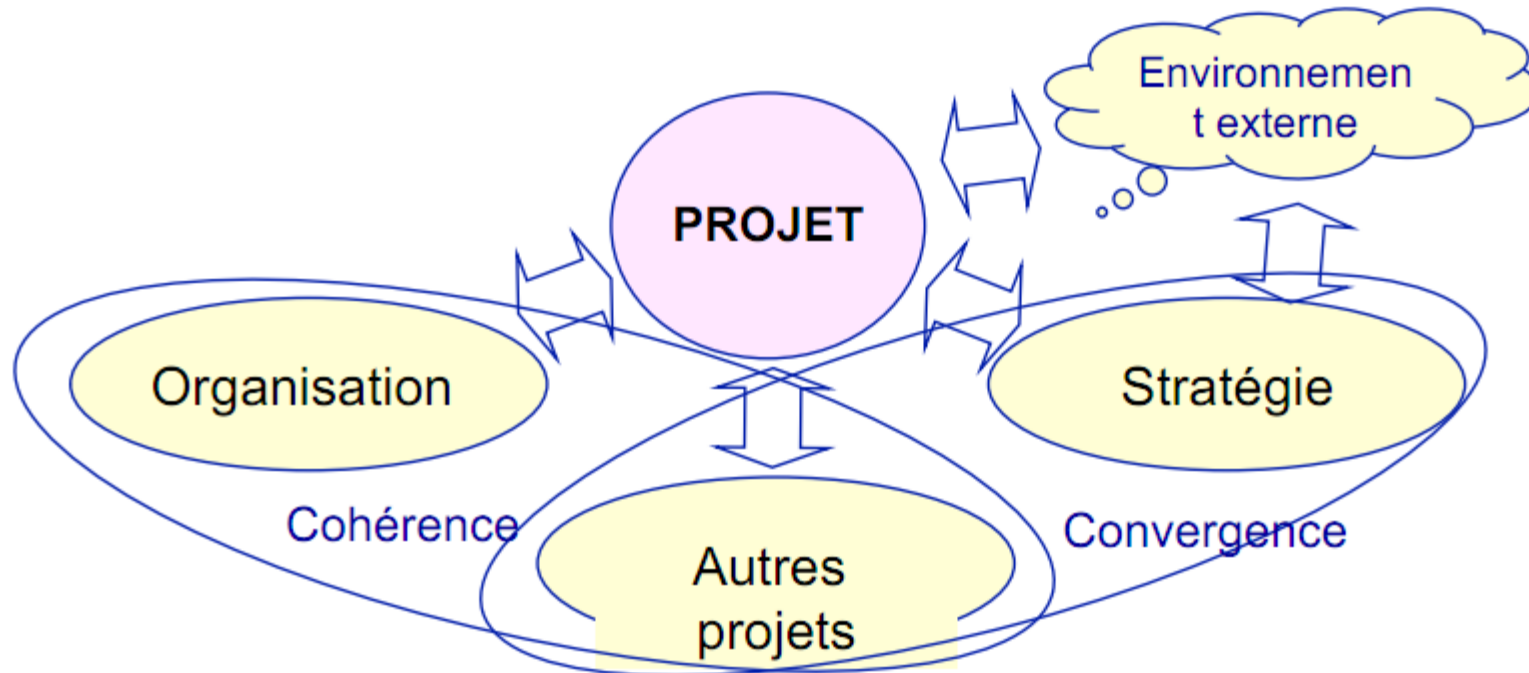 Environnemen
t externe
PROJET
Organisation
Stratégie
Cohérence
Convergence
Autres
projets